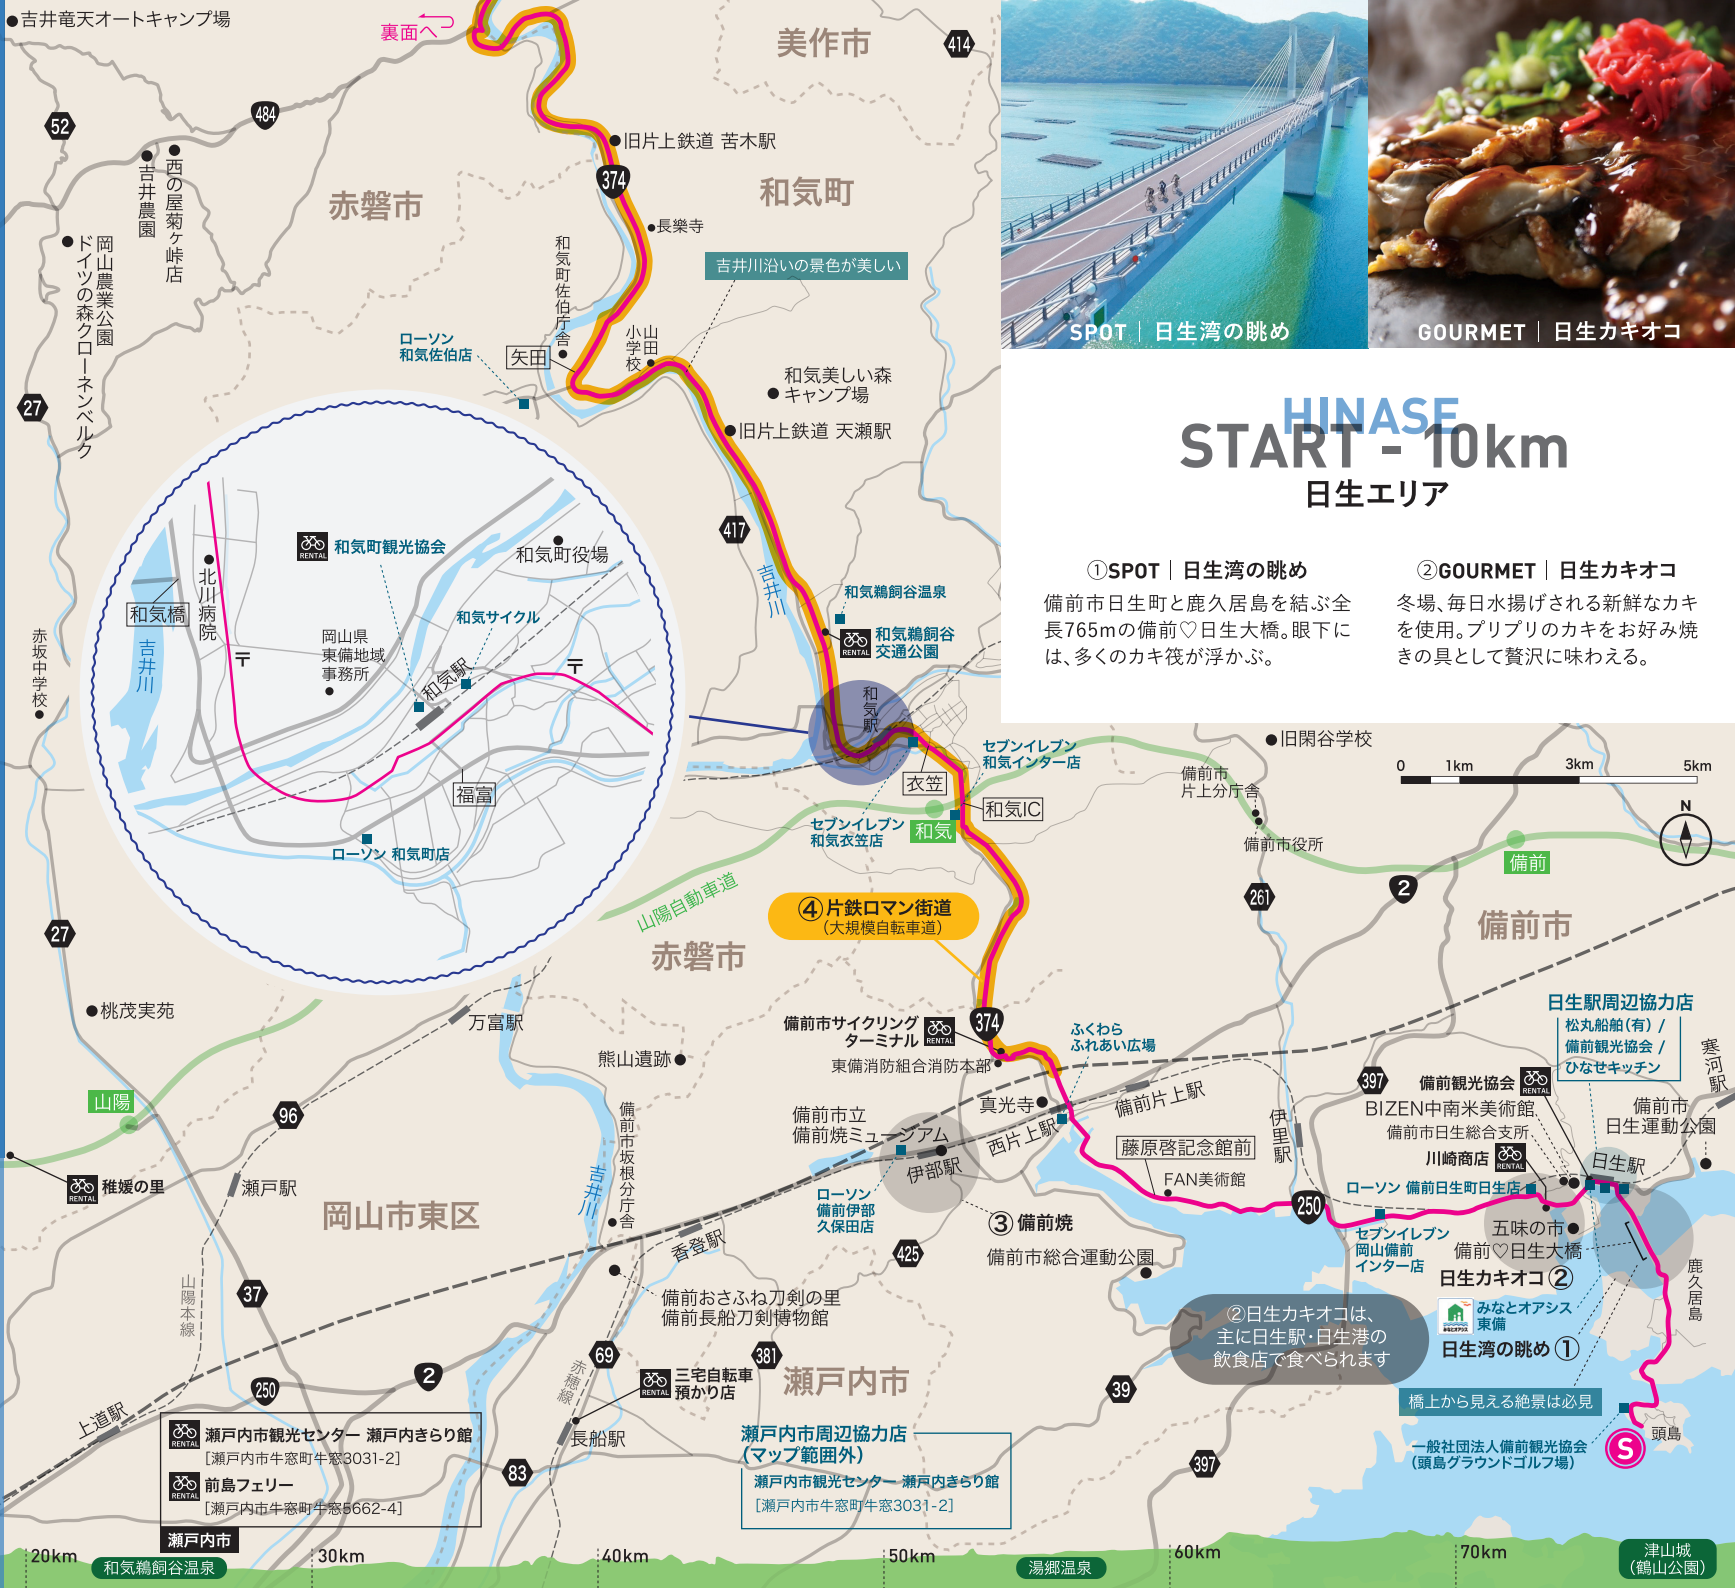 吉井竜天オートキャンプ場
裏面へ
美作市
414
52
484
西の屋菊ヶ峠店
吉井農園
旧片上鉄道 苦木駅
374
赤磐市
和気町
長樂寺
岡山農業公園
ドイツの森クローネンベルク
和気町佐伯庁舎
吉井川沿いの景色が美しい
SPOT｜日生湾の眺め
GOURMET｜日生カキオコ
ローソン
和気佐伯店
矢田
山田
小学校
和気美しい森
キャンプ場
27
旧片上鉄道 天瀬駅
HINASE
START - 10km
日生エリア
417
吉井川
①SPOT｜日生湾の眺め
備前市日生町と鹿久居島を結ぶ全
長765mの備前♡日生大橋。眼下に
は、多くのカキ筏が浮かぶ。
②GOURMET｜日生カキオコ
冬場、毎日水揚げされる新鮮なカキ
を使用。プリプリのカキをお好み焼
きの具として贅沢に味わえる。
RENTAL
和気町観光協会
和気町役場
北川病院
和気橋
吉井川
〒
岡山県
東備地域
事務所
和気サイクル
和気駅
〒
福富
ローソン 和気町店
赤坂中学校
和気鵜飼谷温泉
RENTAL
和気鵜飼谷
交通公園
和気駅
セブンイレブン
和気インター店
衣笠
和気IC
セブンイレブン
和気衣笠店
和気
旧閑谷学校
備前市
片上分庁舎
備前市役所
0 1km 3km 5km
N
備前
2
261
山陽自動車道
④片鉄ロマン街道
（大規模自転車道）
赤磐市
備前市
27
桃茂実苑
万富駅
熊山遺跡
備前市サイクリング
ターミナル
RENTAL
374
東備消防組合消防本部
ふくわら
ふれあい広場
日生駅周辺協力店
松丸船舶（有） /
備前観光協会 /
ひなせキッチン
寒河駅
山陽
96
備前市坂根分庁舎
備前市立
備前焼ミュージアム
伊部駅
真光寺
西片上駅
備前片上駅
伊里駅
397
備前観光協会
RENTAL
BIZEN中南米美術館
備前市日生総合支所
川崎商店
RENTAL
備前市
日生運動公園
日生駅
藤原啓記念館前
FAN美術館
RENTAL
稚媛の里
瀬戸駅
岡山市東区
吉井川
香登駅
ローソン
備前伊部
久保田店
③備前焼
備前市総合運動公園
425
250
ローソン 備前日生町日生店
セブンイレブン
岡山備前
インター店
五味の市
備前♡日生大橋
日生カキオコ②
みなとオアシス
みなとオアシス
東備
日生湾の眺め①
鹿久居島
山陽本線
37
備前おさふね刀剣の里
備前長船刀剣博物館
②日生カキオコは、
主に日生駅・日生港の
飲食店で食べられます
69
381
瀬戸内市
2
250
赤穂線
RENTAL
三宅自転車
預かり店
39
橋上から見える絶景は必見
頭島
S
一般社団法人備前観光協会
（頭島グラウンドゴルフ場）
上道駅
RENTAL
瀬戸内市観光センター 瀬戸内きらり館
［瀬戸内市牛窓町牛窓3031-2］
RENTAL
前島フェリー
［瀬戸内市牛窓町牛窓5662-4］
瀬戸内市
長船駅
83
瀬戸内市周辺協力店
（マップ範囲外）
瀬戸内市観光センター 瀬戸内きらり館
［瀬戸内市牛窓町牛窓3031-2］
397
20km
和気鵜飼谷温泉
30km
40km
50km
湯郷温泉
60km
70km
津山城
（鶴山公園）